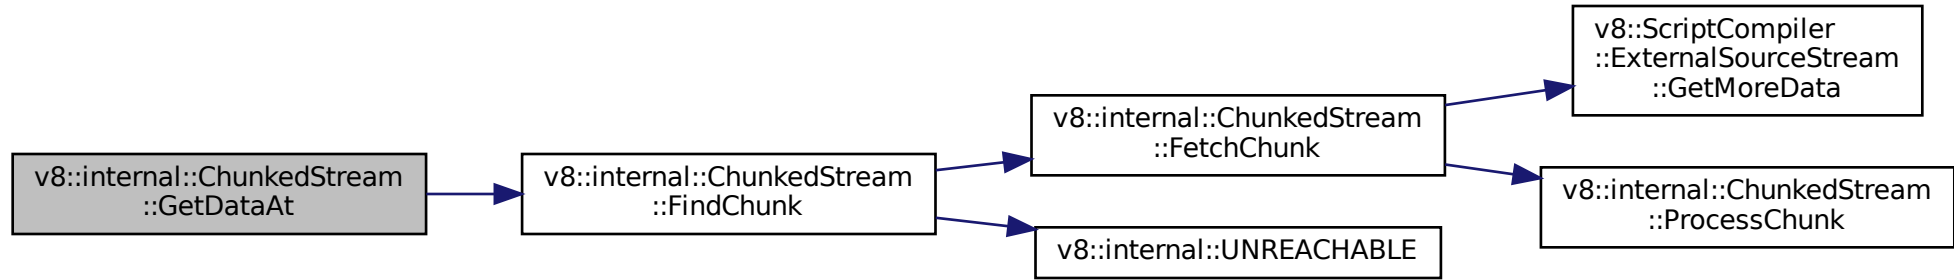 v8::internal::ChunkedStream
::GetDataAt
v8::internal::ChunkedStream
::FindChunk
v8::internal::ChunkedStream
::FetchChunk
v8::ScriptCompiler
::ExternalSourceStream
::GetMoreData
v8::internal::ChunkedStream
::ProcessChunk
v8::internal::UNREACHABLE